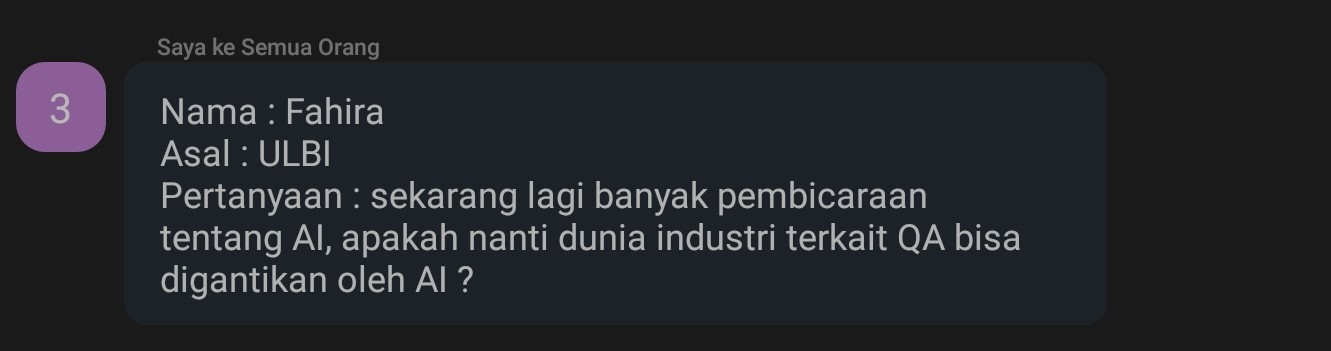 Saya ke Semua Orang
3
Nama : Fahira
Asal : ULBI
Pertanyaan : sekarang lagi banyak pembicaraan
tentang AI, apakah nanti dunia industri terkait QA bisa
digantikan oleh AI ?